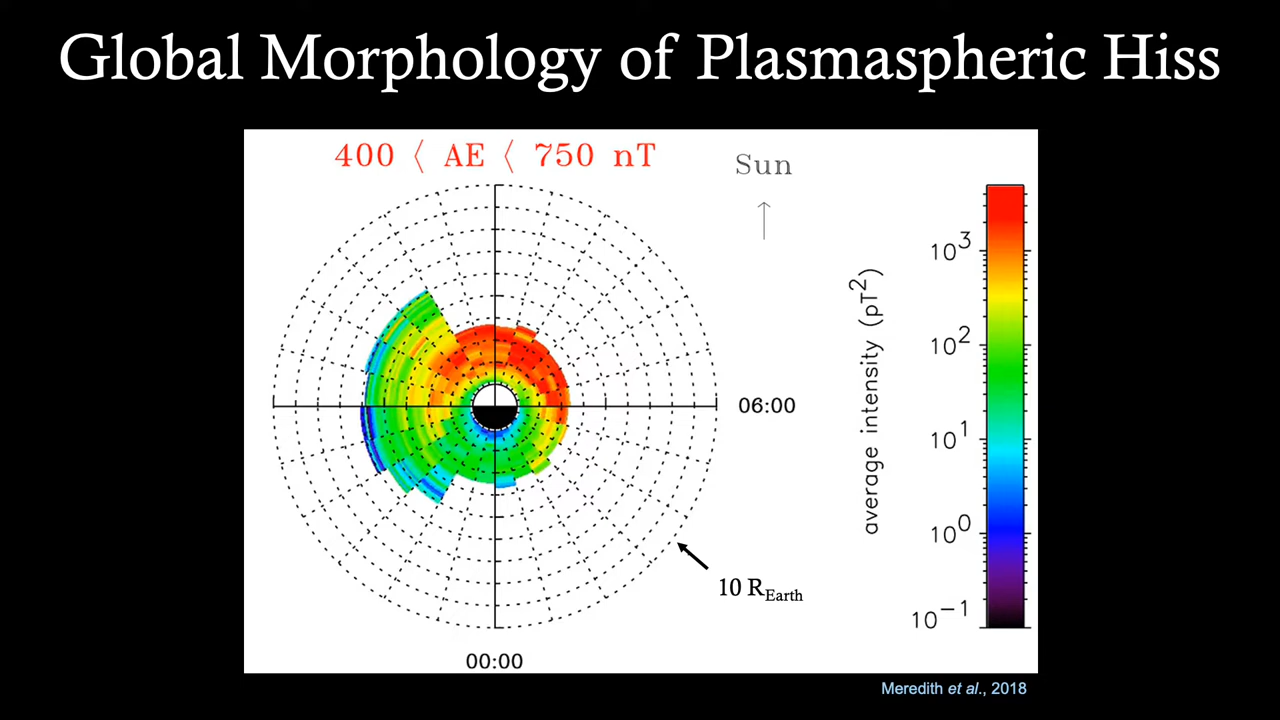 Global Morphology of Plasmaspheric Hiss
400 < AE < 750 nT
Sun
↑
10³
10²
10¹
10⁰
10⁻¹
average intensity (pT²)
06:00
10 R_Earth
00:00
Meredith et al., 2018